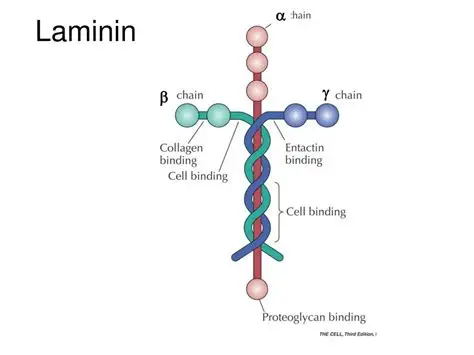 Laminin
α chain
β chain
γ chain
Collagen
binding
Cell binding
Entactin
binding
Cell binding
Proteoglycan binding
THE CELL, Third Edition,